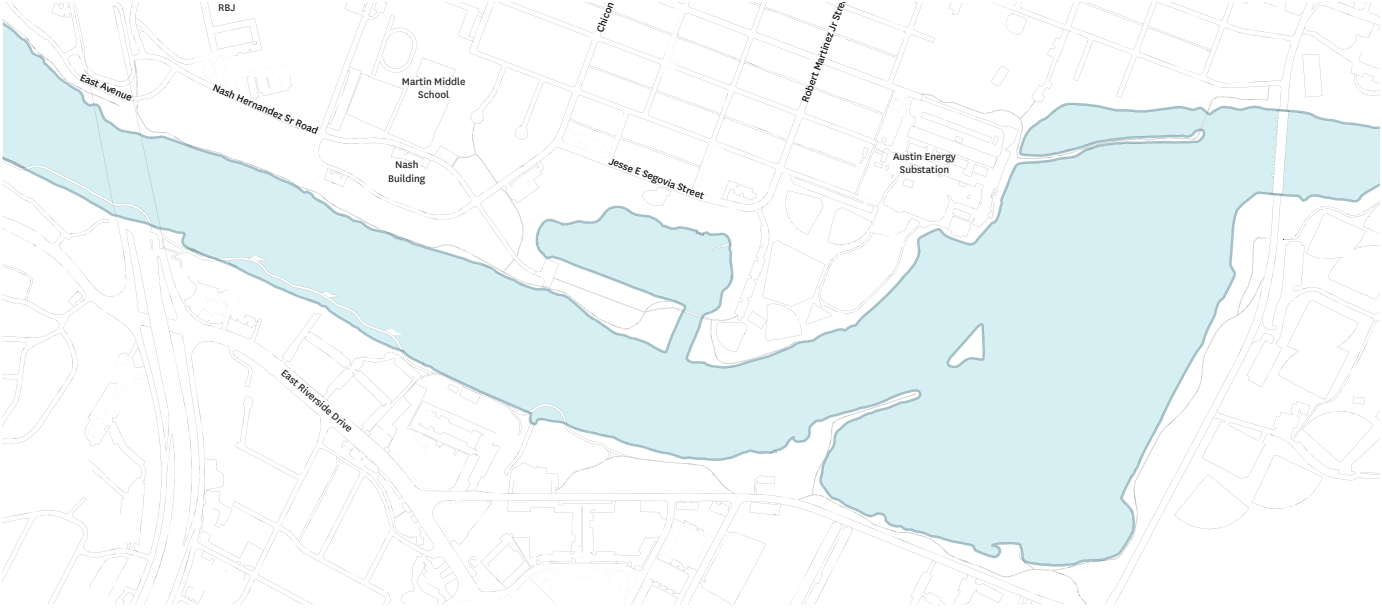 RBJ
Chicon
Robert Martinez Jr Stre
East Avenue
Martin Middle
School
Nash Hernandez Sr Road
Nash
Building
Jesse E Segovia Street
Austin Energy
Substation
East Riverside Drive